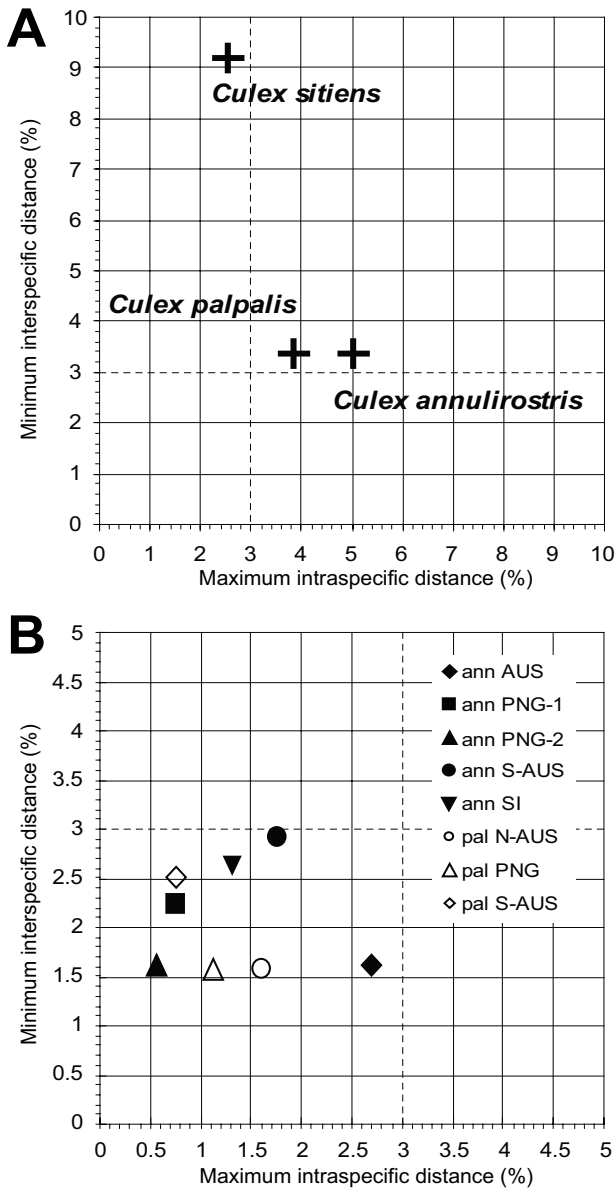 A
10
9
8
7
6
5
4
3
2
1
0
Minimum interspecific distance (%)
Culex sitiens
Culex palpalis
Culex annulirostris
0 1 2 3 4 5 6 7 8 9 10
Maximum intraspecific distance (%)
B
5
4.5
4
3.5
3
2.5
2
1.5
1
0.5
0
Minimum interspecific distance (%)
ann AUS
ann PNG-1
ann PNG-2
ann S-AUS
ann SI
pal N-AUS
pal PNG
pal S-AUS
0 0.5 1 1.5 2 2.5 3 3.5 4 4.5 5
Maximum intraspecific distance (%)